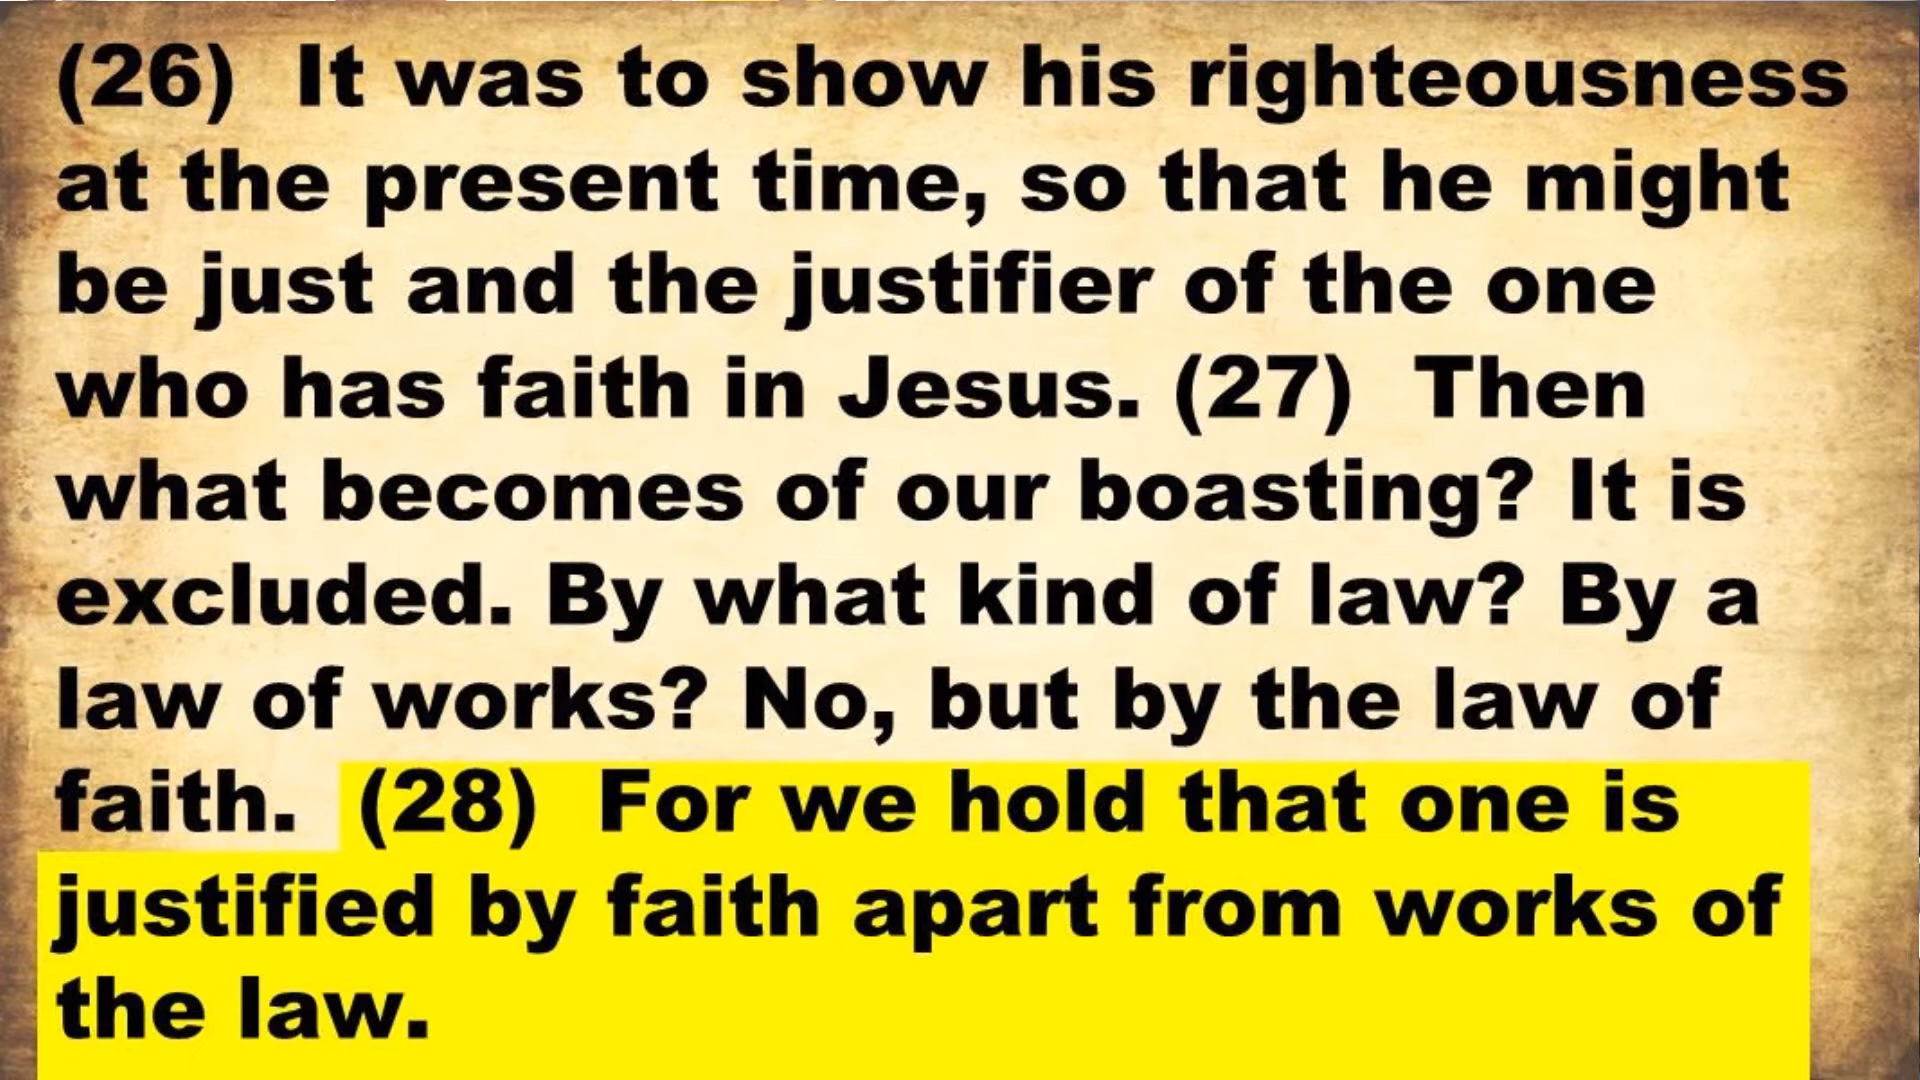 (26) It was to show his righteousness
at the present time, so that he might
be just and the justifier of the one
who has faith in Jesus. (27) Then
what becomes of our boasting? It is
excluded. By what kind of law? By a
law of works? No, but by the law of
faith. (28) For we hold that one is
justified by faith apart from works of
the law.